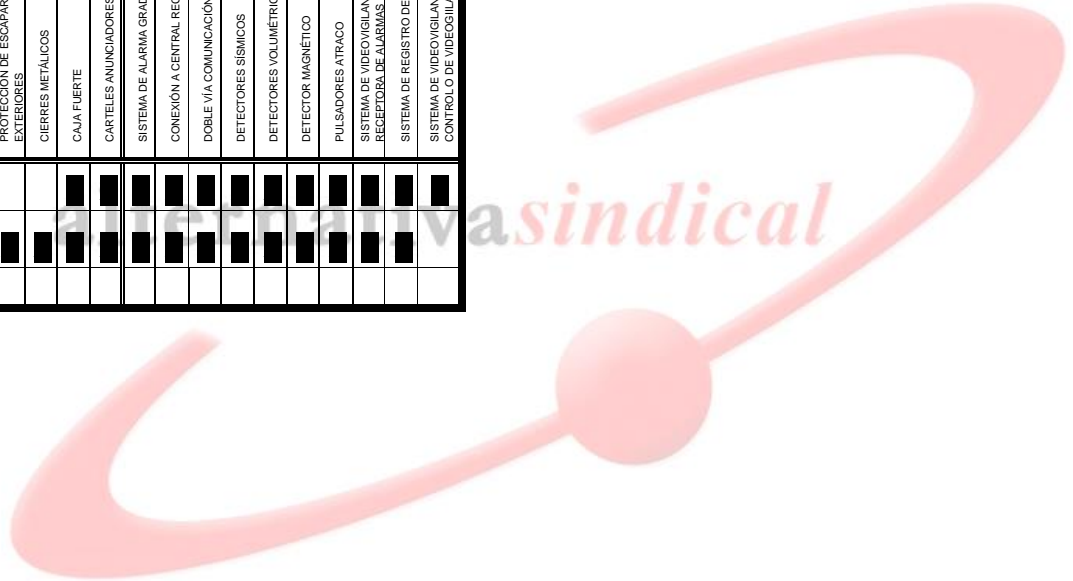 PROTECCIÓN DE ESCAPAR
EXTERIORES
CIERRES METÁLICOS
CAJA FUERTE
CARTELES ANUNCIADORES
SISTEMA DE ALARMA GRAD
CONEXIÓN A CENTRAL REC
DOBLE VÍA COMUNICACIÓN
DETECTORES SÍSMICOS
DETECTORES VOLUMÉTRIC
DETECTOR MAGNÉTICO
PULSADORES ATRACO
SISTEMA DE VIDEOVIGILAN
RECEPTORA DE ALARMAS
SISTEMA DE REGISTRO DE
SISTEMA DE VIDEOVIGILAN
CONTROL O DE VIDEOGIILA
alternativasindical